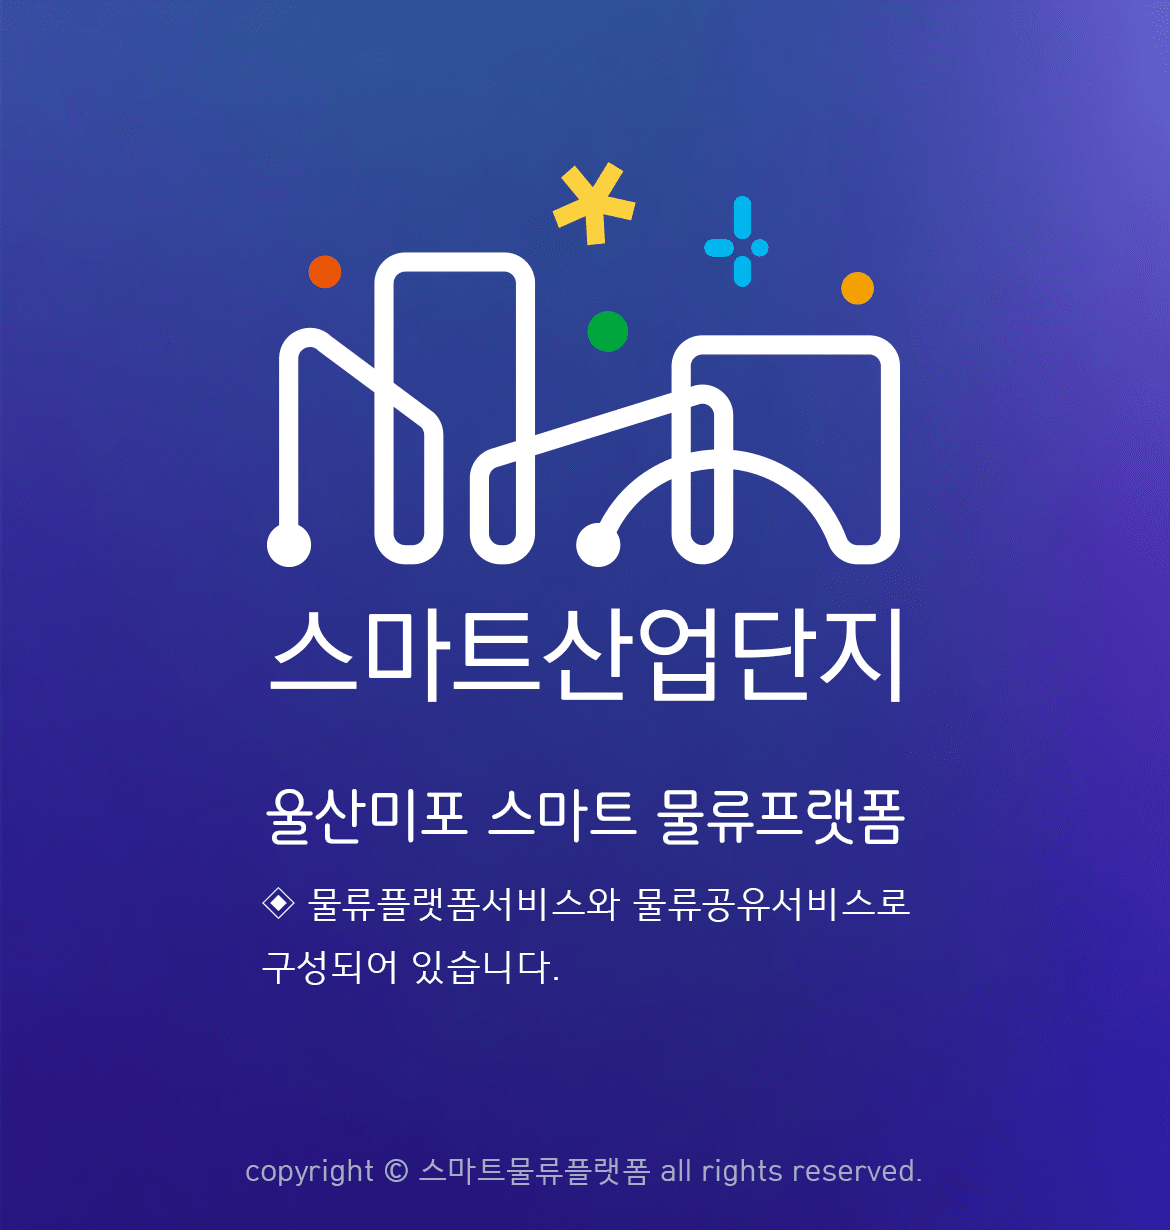 스마트산업단지
울산미포 스마트 물류프랫폼
◈ 물류플랫폼서비스와 물류공유서비스로
구성되어 있습니다.
copyright © 스마트물류플랫폼 all rights reserved.